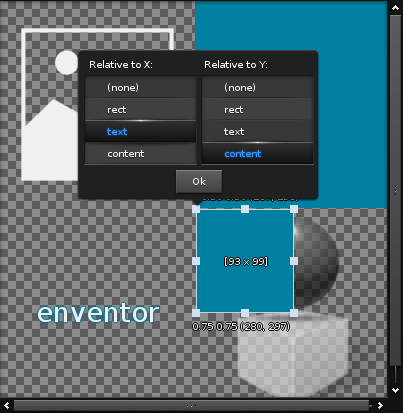 Relative to X: Relative to Y:
(none) (none)
rect rect
text text
content content
Ok
[93 x 99]
enventor
0.75 0.75 (280, 297)